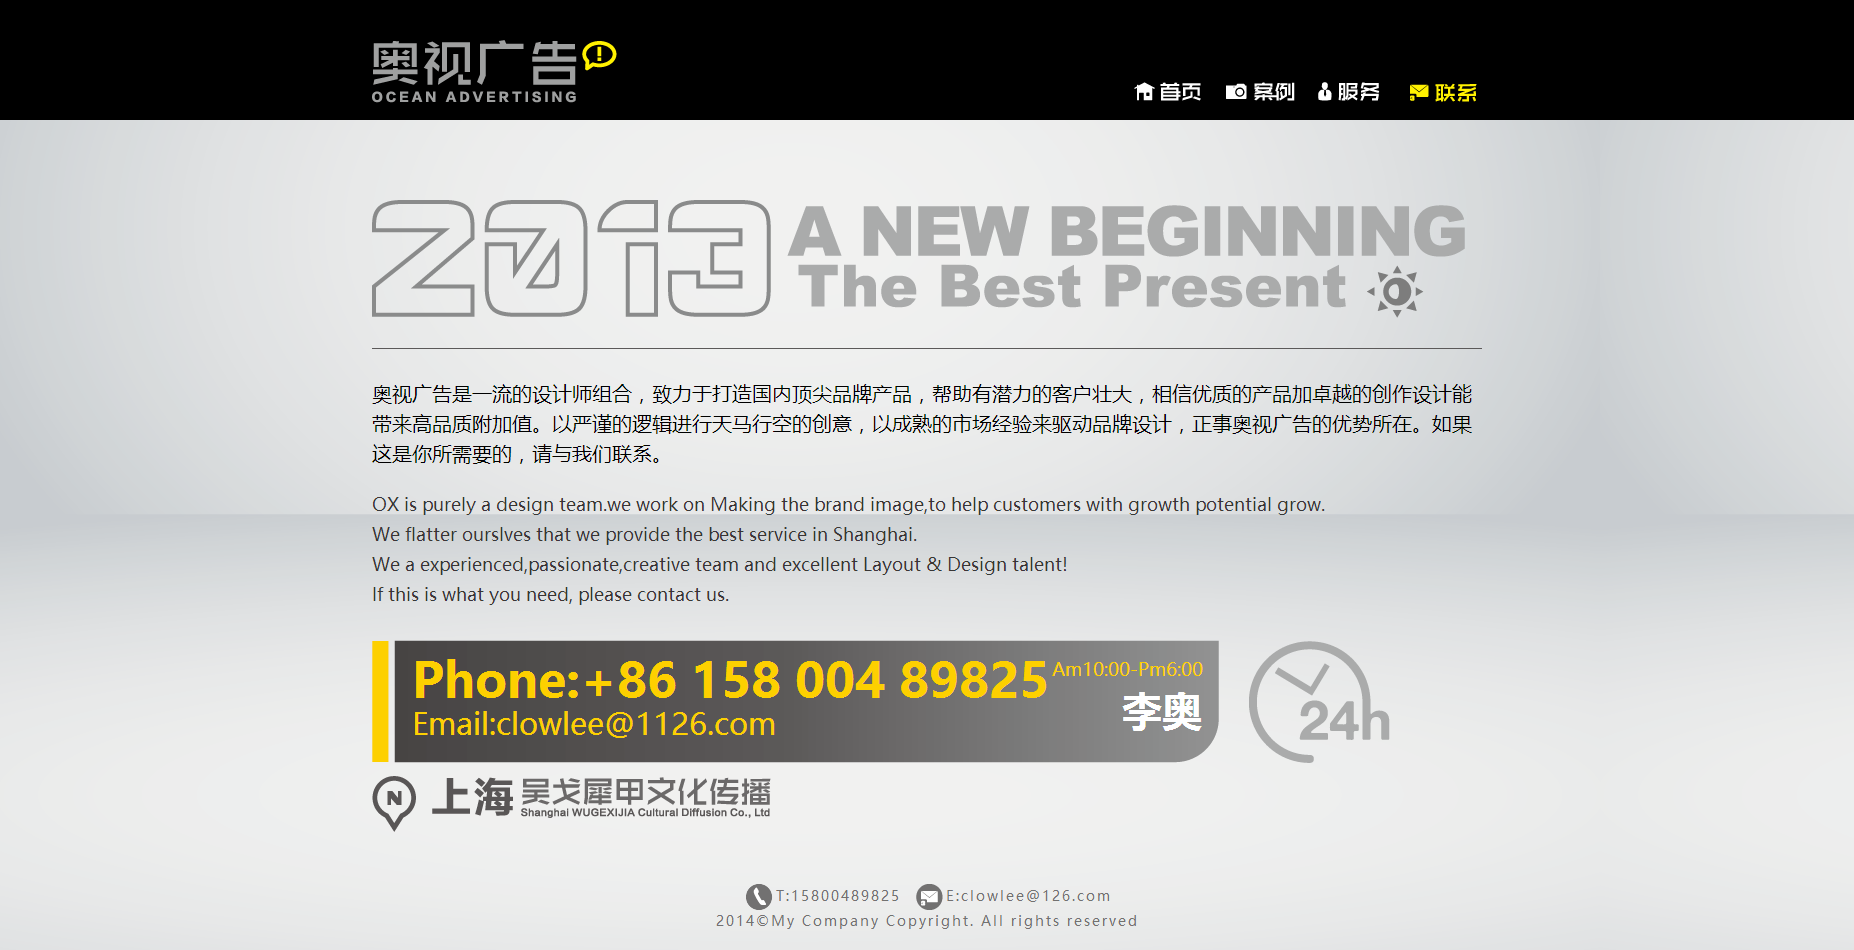 奥视广告
OCEAN ADVERTISING
首页 案例 服务 联系
2013 A NEW BEGINNING
The Best Present
奥视广告是一流的设计师组合，致力于打造国内顶尖品牌产品，帮助有潜力的客户壮大，相信优质的产品加卓越的创作设计能
带来高品质附加值。以严谨的逻辑进行天马行空的创意，以成熟的市场经验来驱动品牌设计，正事奥视广告的优势所在。如果
这是你所需要的，请与我们联系。
OX is purely a design team.we work on Making the brand image,to help customers with growth potential grow.
We flatter ourslves that we provide the best service in Shanghai.
We a experienced,passionate,creative team and excellent Layout & Design talent!
If this is what you need, please contact us.
Phone:+86 158 004 89825 Am10:00-Pm6:00
Email:clowlee@1126.com 李奥
24h
N 上海 吴戈犀甲文化传播
Shanghai WUGEXIJIA Cultural Diffusion Co., Ltd
T:15800489825 E:clowlee@126.com
2014©My Company Copyright. All rights reserved